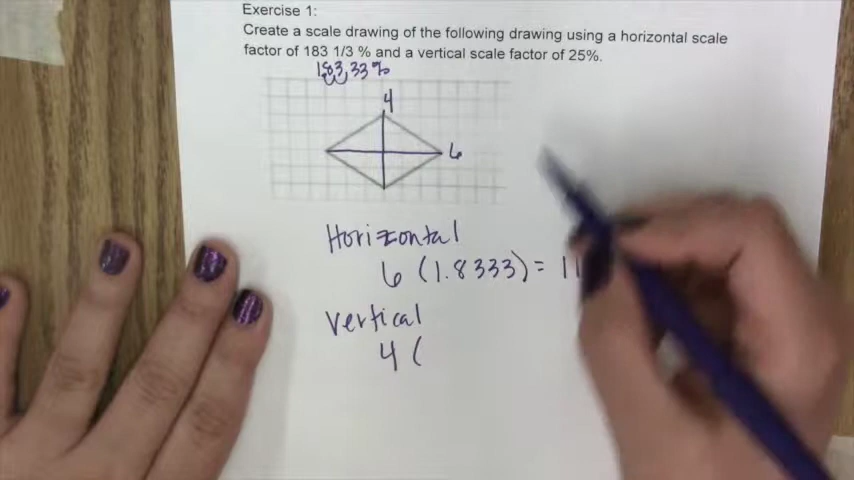 Exercise 1:
Create a scale drawing of the following drawing using a horizontal scale
factor of 183 1/3 % and a vertical scale factor of 25%.
183.33%
4
6
Horizontal
6 (1.8333) = 11
Vertical
4 (